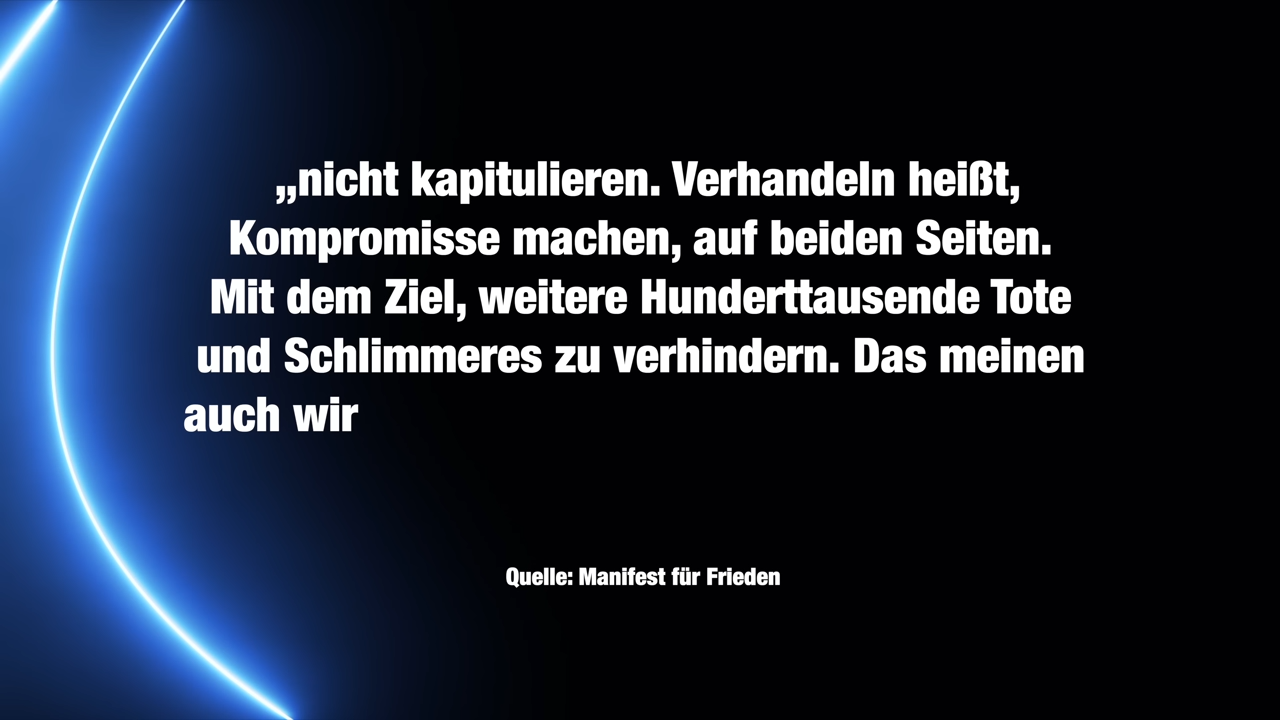 „nicht kapitulieren. Verhandeln heißt,
Kompromisse machen, auf beiden Seiten.
Mit dem Ziel, weitere Hunderttausende Tote
und Schlimmeres zu verhindern. Das meinen
auch wir
Quelle: Manifest für Frieden